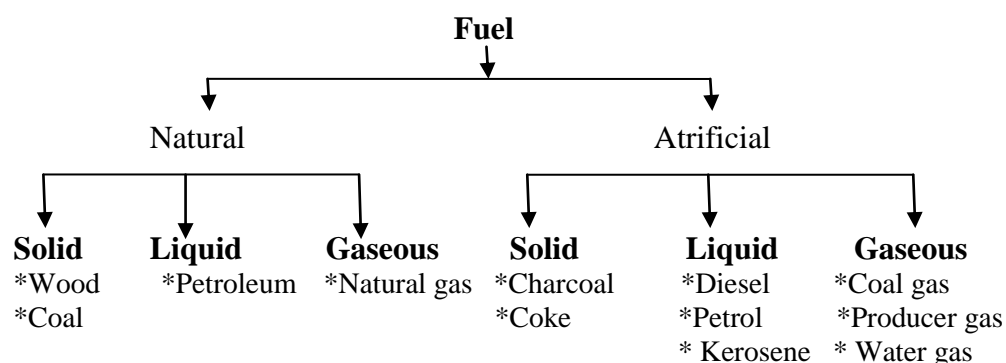 Fuel
Natural Atrificial
Solid Liquid Gaseous Solid Liquid Gaseous
*Wood *Petroleum *Natural gas *Charcoal *Diesel *Coal gas
*Coal *Coke *Petrol *Producer gas
* Kerosene * Water gas